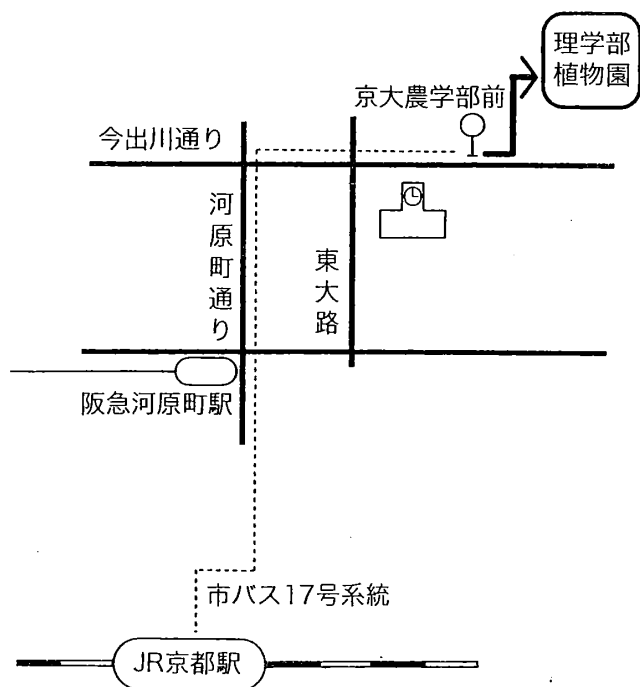 理学部
植物園
京大農学部前
今出川通り
河原町通り
東大路
阪急河原町駅
市バス17号系統
JR京都駅